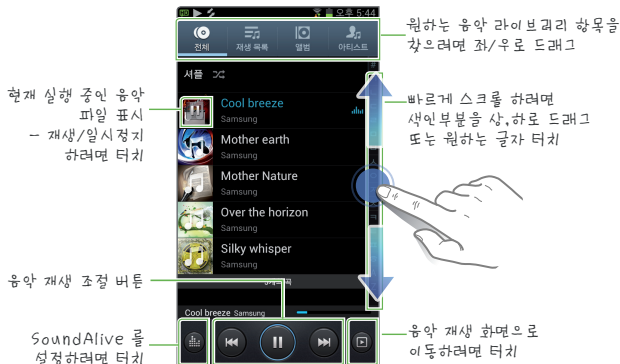 오후 5:44
전체
재생 목록
앨범
아티스트
원하는 음악 라이브러리 항목을
찾으려면 좌/우로 드래그
셔플
#
현재 실행 중인 음악
파일 표시
- 재생/일시정지
하려면 터치
Cool breeze
Samsung
Mother earth
Samsung
Mother Nature
Samsung
Over the horizon
Samsung
Silky whisper
Samsung
빠르게 스크롤 하려면
색인부분을 상,하로 드래그
또는 원하는 글자 터치
음악 재생 조절 버튼
Cool breeze Samsung
SoundAlive 를
설정하려면 터치
음악 재생 화면으로
이동하려면 터치